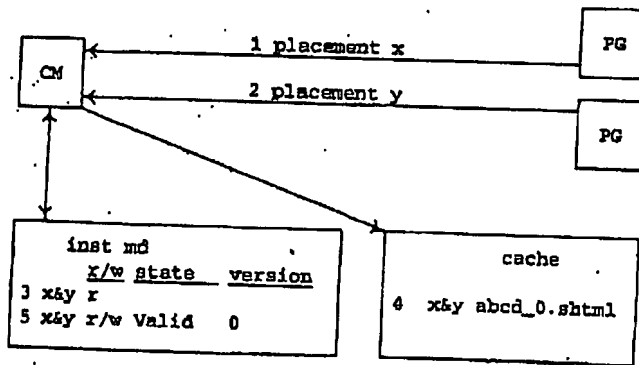 1 placement x
PG
CM
2 placement y
PG
inst md
r/w state version
3 x&y r
5 x&y r/w Valid 0
cache
4 x&y abcd_0.shtml